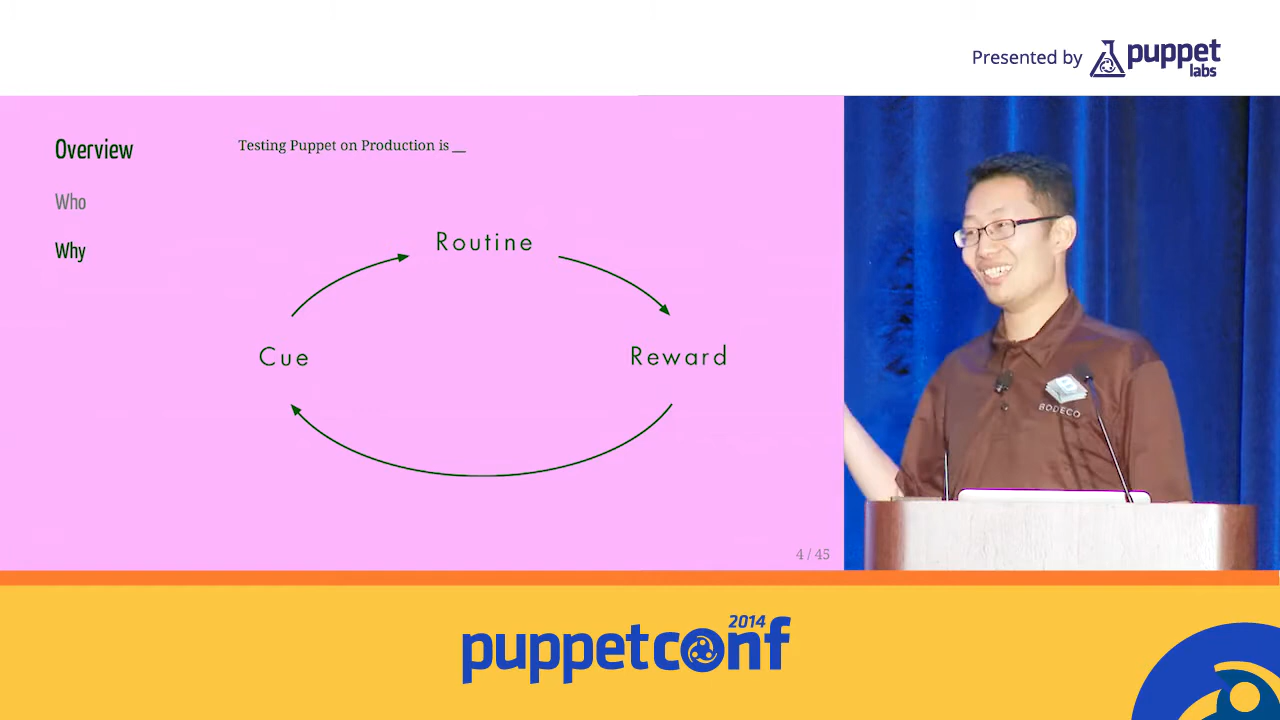 Presented by puppet labs
Overview
Testing Puppet on Production is __
Who
Why
Routine
Cue
Reward
BODECO
4 / 45
puppetconf 2014